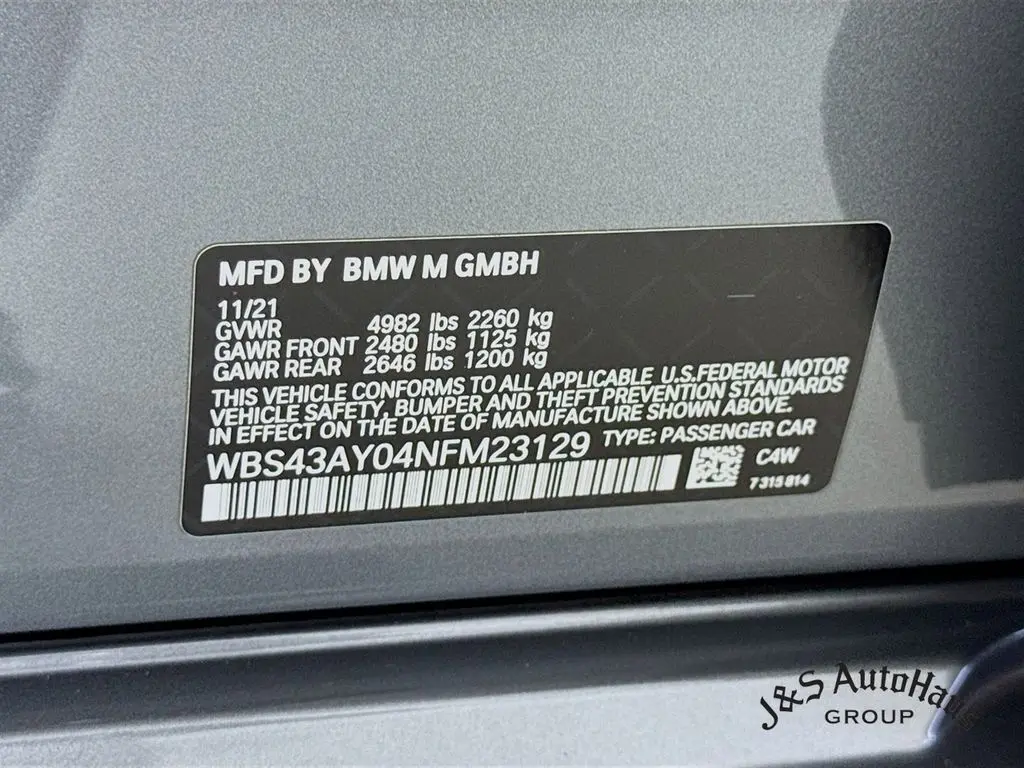 MFD BY BMW M GMBH
11/21
GVWR 4982 lbs 2260 kg
GAWR FRONT 2480 lbs 1125 kg
GAWR REAR 2646 lbs 1200 kg
THIS VEHICLE CONFORMS TO ALL APPLICABLE U.S.FEDERAL MOTOR
VEHICLE SAFETY, BUMPER AND THEFT PREVENTION STANDARDS
IN EFFECT ON THE DATE OF MANUFACTURE SHOWN ABOVE.
WBS43AY04NFM23129 TYPE: PASSENGER CAR
C4W
7315814
J&S AutoHaus
GROUP